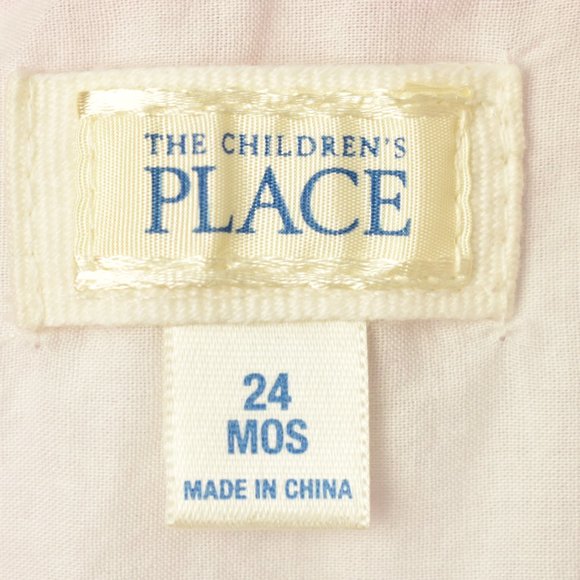 THE CHILDREN'S
PLACE
24
MOS
MADE IN CHINA